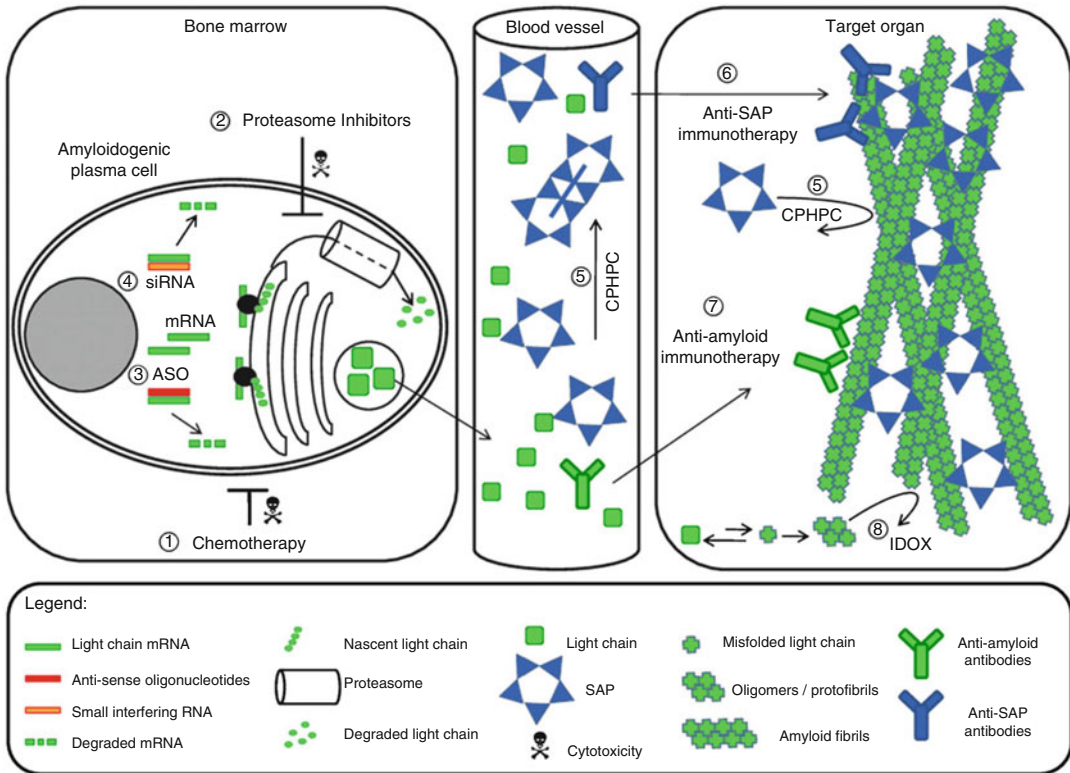 Bone marrow
② Proteasome Inhibitors
Amyloidogenic
plasma cell
④ siRNA
mRNA
③ ASO
① Chemotherapy
Blood vessel
⑤
CPHPC
Target organ
⑥
Anti-SAP
immunotherapy
⑤
CPHPC
⑦
Anti-amyloid
immunotherapy
⑧ IDOX
Legend:
Light chain mRNA
Anti-sense oligonucleotides
Small interfering RNA
Degraded mRNA
Nascent light chain
Proteasome
Degraded light chain
Light chain
SAP
Cytotoxicity
Misfolded light chain
Oligomers / protofibrils
Amyloid fibrils
Anti-amyloid
antibodies
Anti-SAP
antibodies